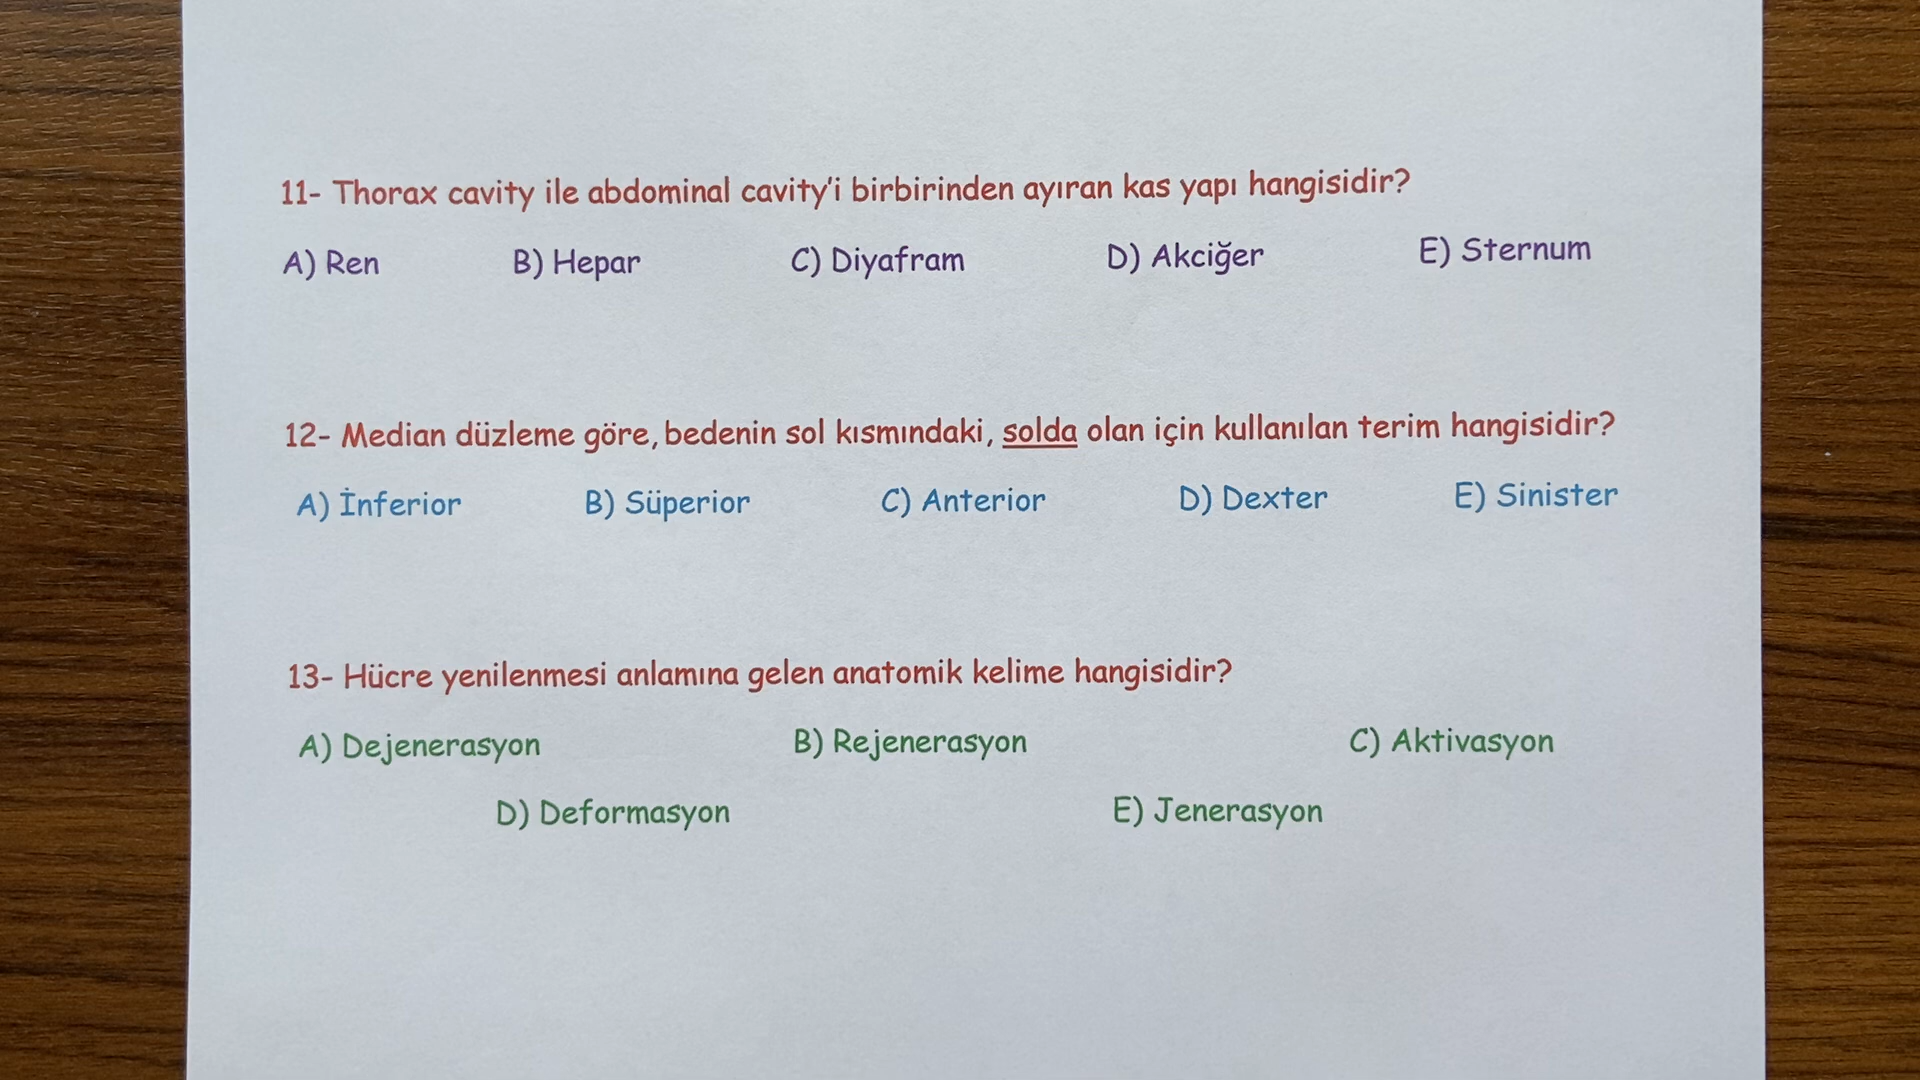 11- Thorax cavity ile abdominal cavity'i birbirinden ayıran kas yapı hangisidir?
A) Ren B) Hepar C) Diyafram D) Akciğer E) Sternum
12- Median düzleme göre, bedenin sol kısmındaki, solda olan için kullanılan terim hangisidir?
A) İnferior B) Süperior C) Anterior D) Dexter E) Sinister
13- Hücre yenilenmesi anlamına gelen anatomik kelime hangisidir?
A) Dejenerasyon B) Rejenerasyon C) Aktivasyon
D) Deformasyon E) Jenerasyon